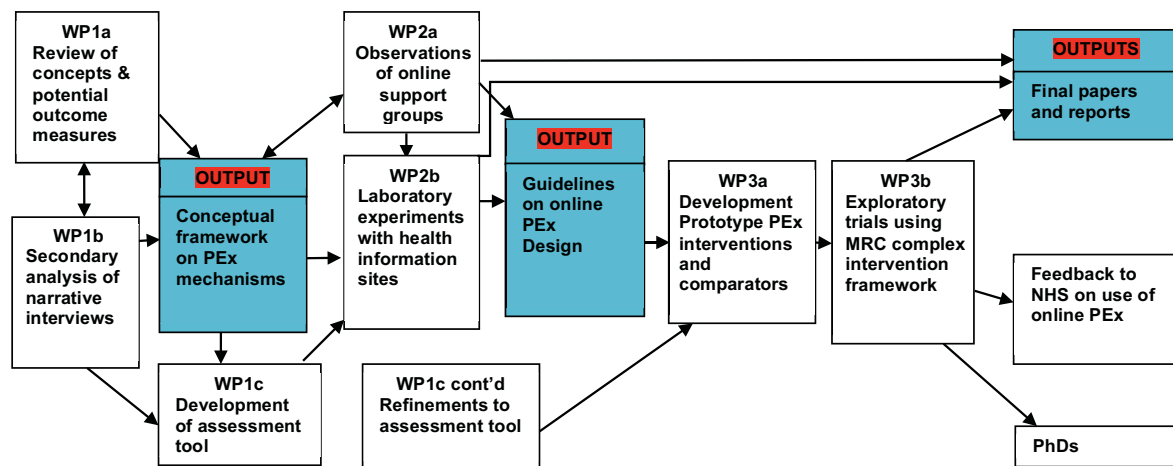 WP1a
Review of
concepts &
potential
outcome
measures
WP1b
Secondary
analysis of
narrative
interviews
OUTPUT
Conceptual
framework
on PEx
mechanisms
WP1c
Development
of assessment
tool
WP2a
Observations
of online
support
groups
WP2b
Laboratory
experiments
with health
information
sites
WP1c cont’d
Refinements to
assessment tool
OUTPUT
Guidelines
on online
PEx
Design
WP3a
Development
Prototype PEx
interventions
and
comparators
WP3b
Exploratory
trials using
MRC complex
intervention
framework
OUTPUTS
Final papers
and reports
Feedback to
NHS on use of
online PEx
PhDs